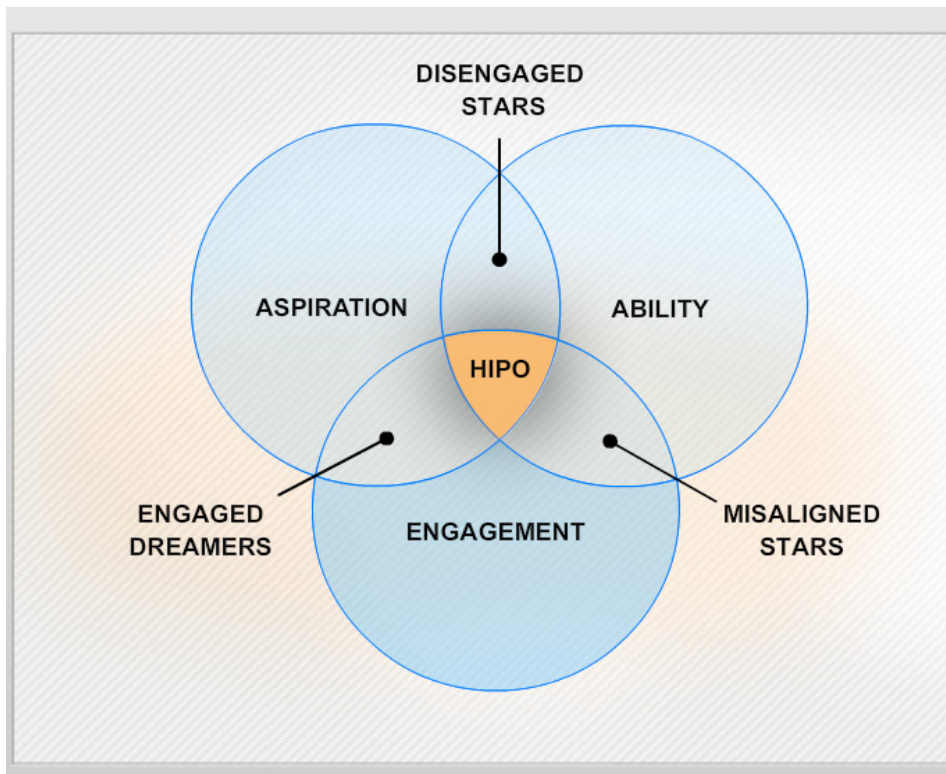 DISENGAGED
STARS
ASPIRATION
ABILITY
HIPO
ENGAGED
DREAMERS
ENGAGEMENT
MISALIGNED
STARS